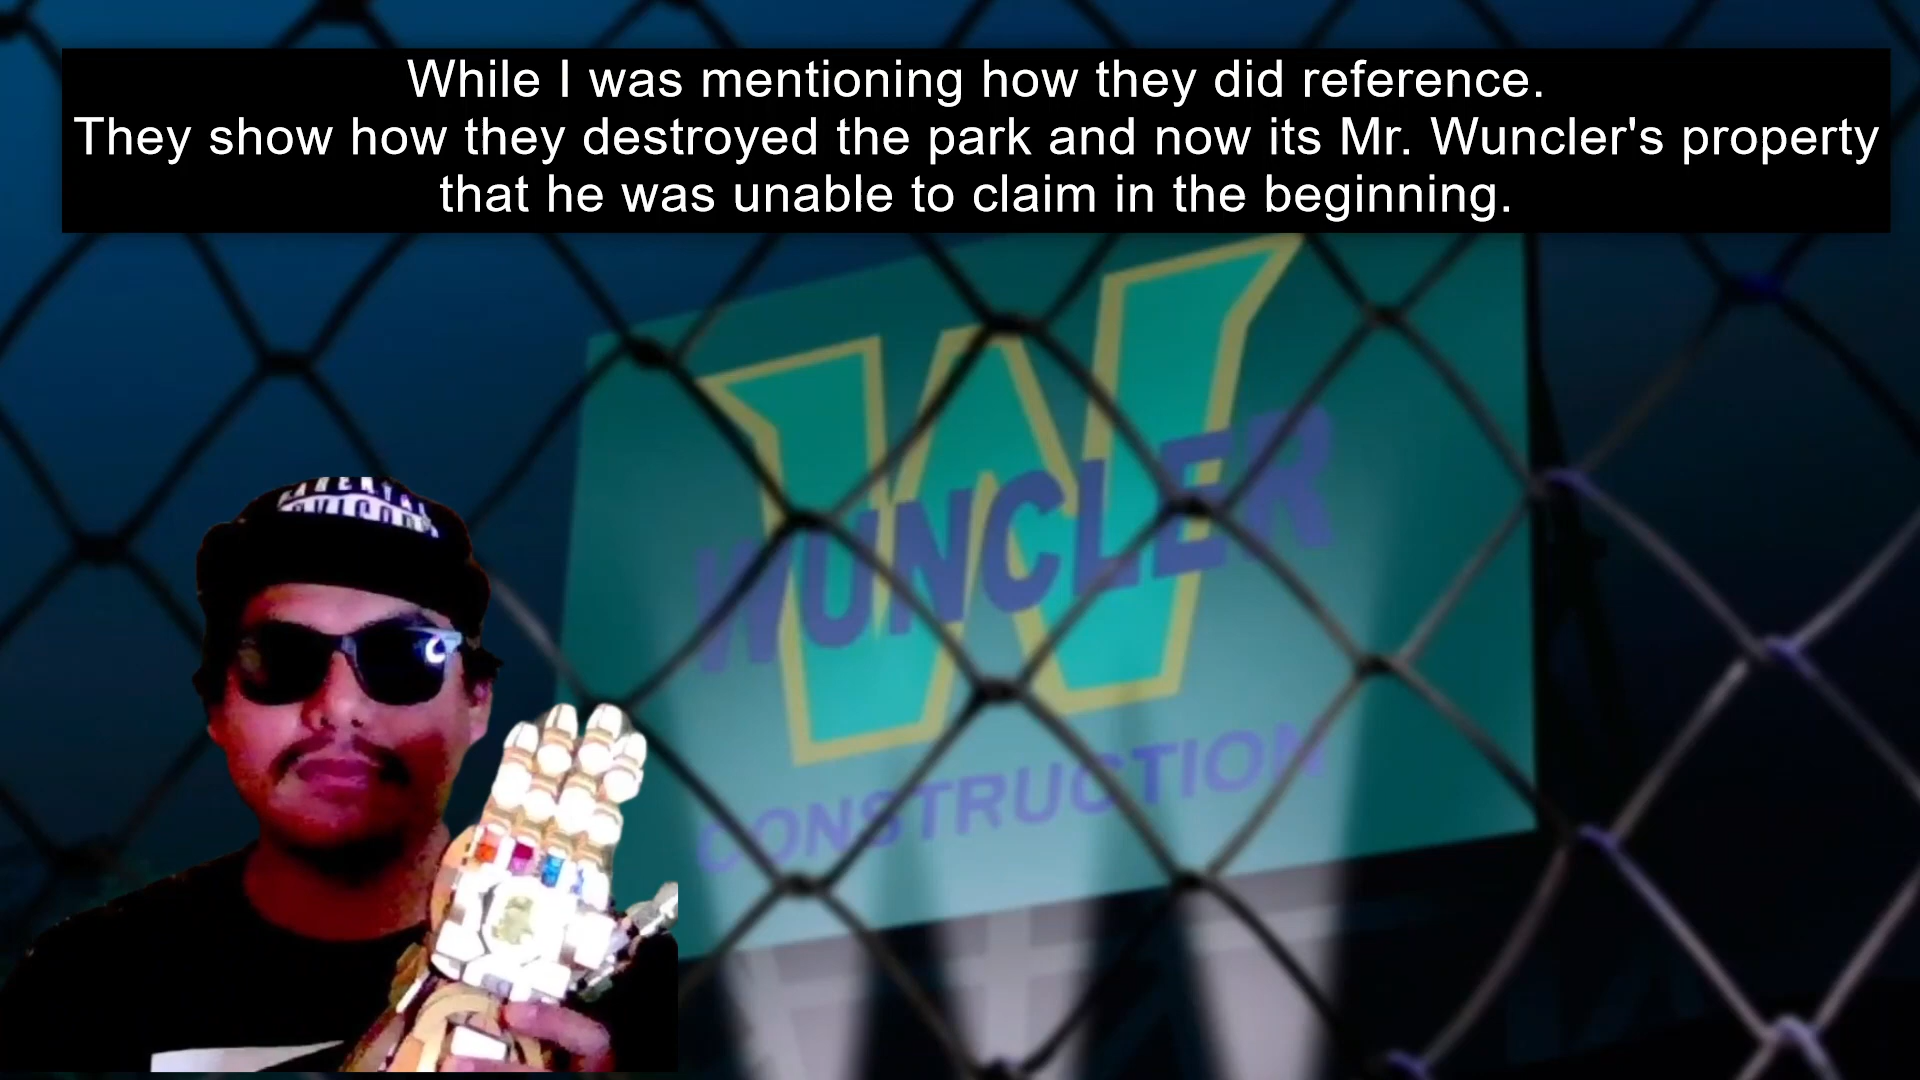 While I was mentioning how they did reference.
They show how they destroyed the park and now its Mr. Wuncler's property
that he was unable to claim in the beginning.
W
WUNCLER
CONSTRUCTION
ADVISORY